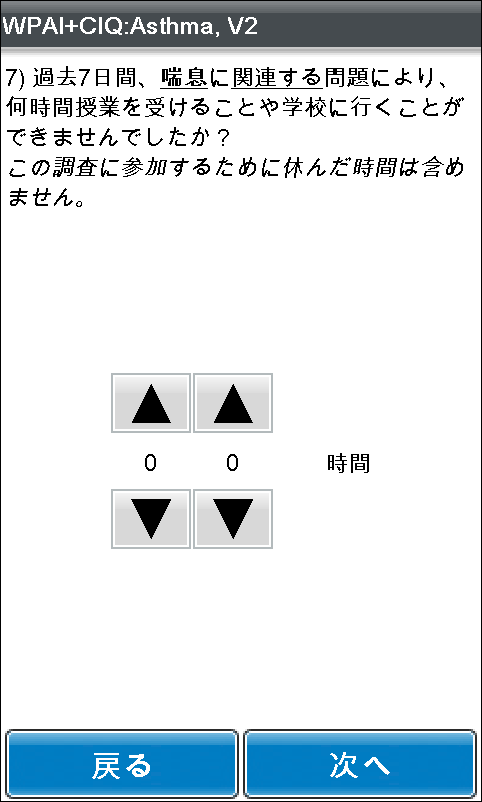 WPAI+CIQ:Asthma, V2
7) 過去7日間、喘息に関連する問題により、
何時間授業を受けることや学校に行くことが
できませんでしたか？
この調査に参加するために休んだ時間は含め
ません。
▲ ▲
0 0 時間
▼ ▼
戻る 次へ